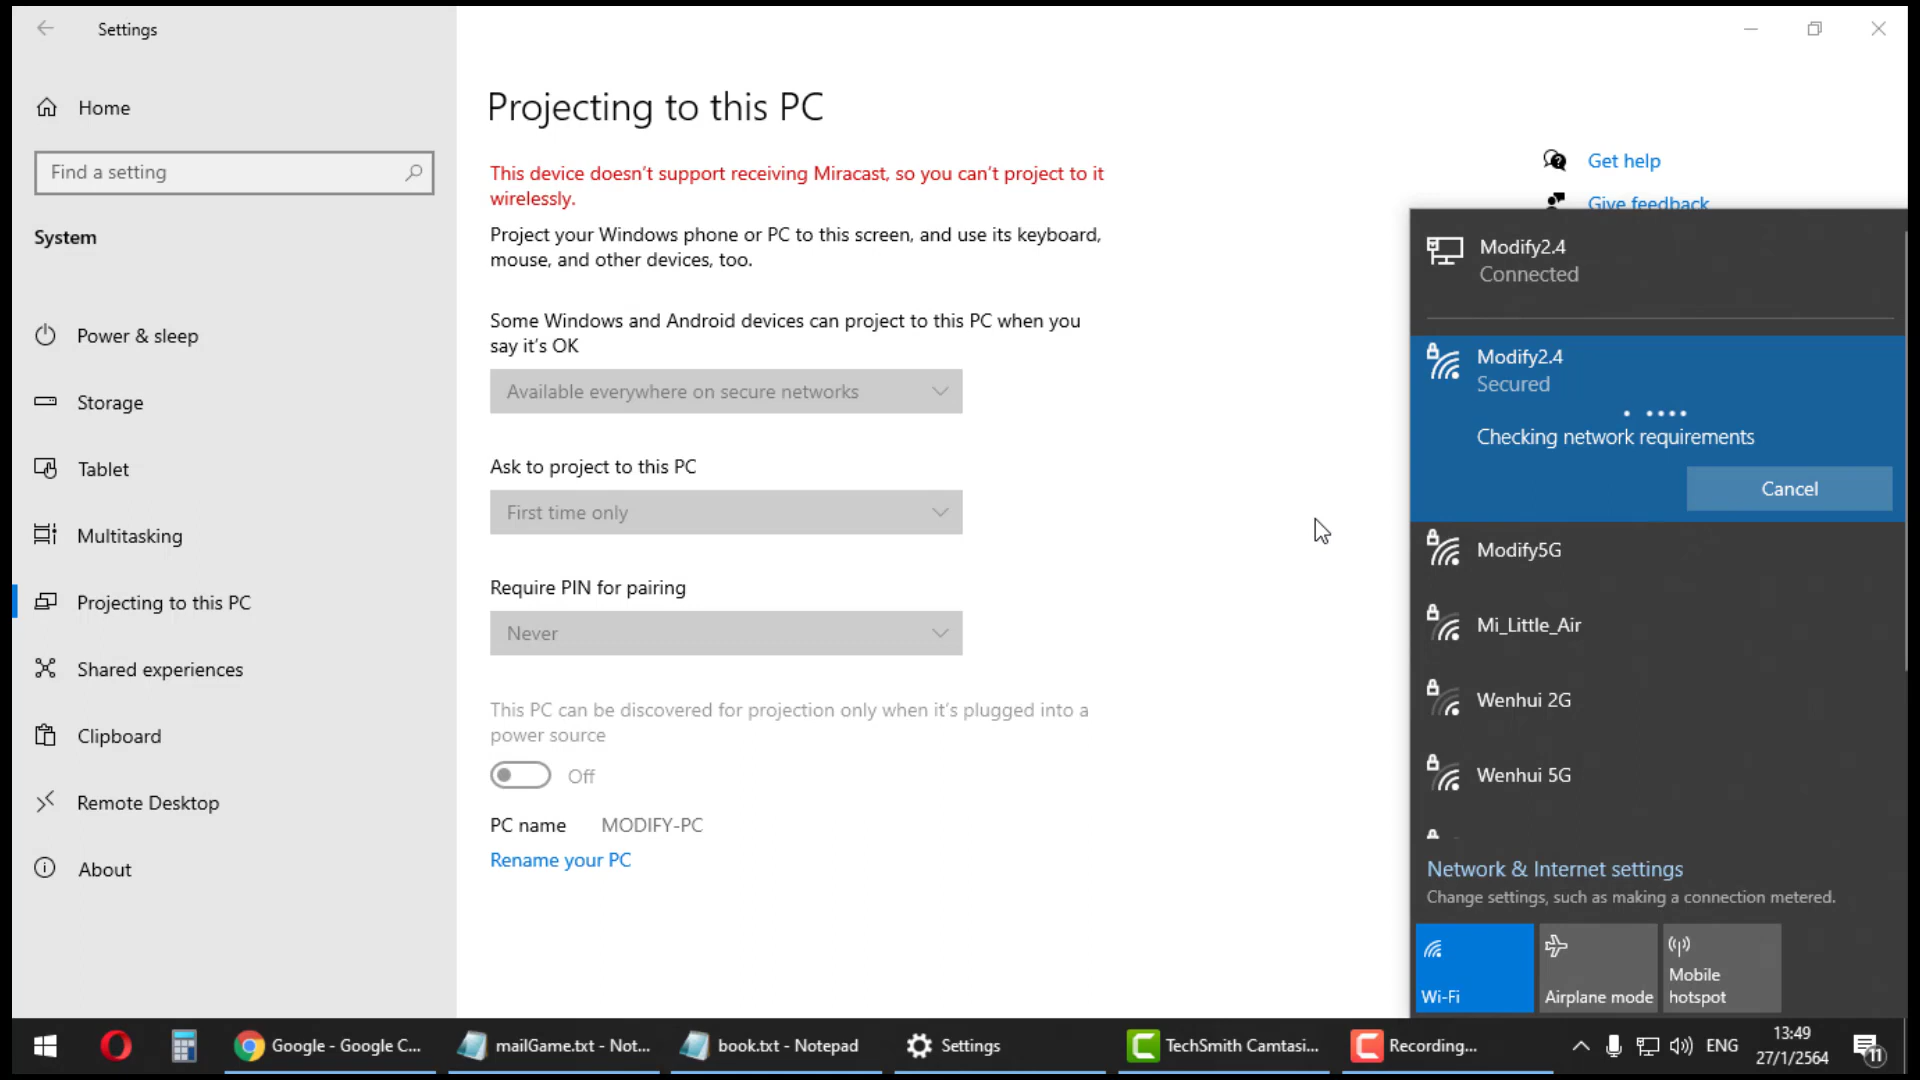 Settings
Home
Find a setting
System
Power & sleep
Storage
Tablet
Multitasking
Projecting to this PC
Shared experiences
Clipboard
Remote Desktop
About
Projecting to this PC
This device doesn't support receiving Miracast, so you can't project to it
wirelessly.
Project your Windows phone or PC to this screen, and use its keyboard,
mouse, and other devices, too.
Some Windows and Android devices can project to this PC when you
say it's OK
Available everywhere on secure networks
Ask to project to this PC
First time only
Require PIN for pairing
Never
This PC can be discovered for projection only when it's plugged into a
power source
Off
PC name MODIFY-PC
Rename your PC
Get help
Give feedback
Modify2.4
Connected
Modify2.4
Secured
Checking network requirements
Cancel
Modify5G
Mi_Little_Air
Wenhui 2G
Wenhui 5G
Network & Internet settings
Change settings, such as making a connection metered.
Wi-Fi
Airplane mode
Mobile
hotspot
Google - Google C...
mailGame.txt - Not...
book.txt - Notepad
Settings
TechSmith Camtasi...
Recording...
ENG
13:49
27/1/2564
11